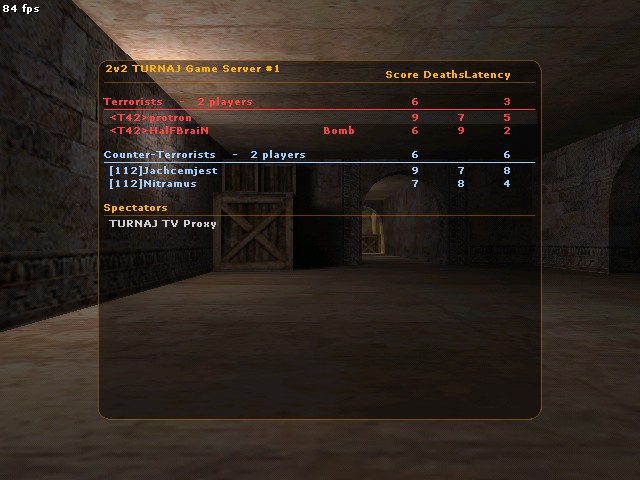 84 fps
2v2 TURNAJ Game Server #1
Score Deaths Latency
Terrorists - 2 players 6 3
<T42>protron 9 7 5
<T42>HalFBraiN Bomb 6 9 2
Counter-Terrorists - 2 players 6 6
[112]Jachcemjest 9 7 8
[112]Nitramus 7 8 4
Spectators
TURNAJ TV Proxy